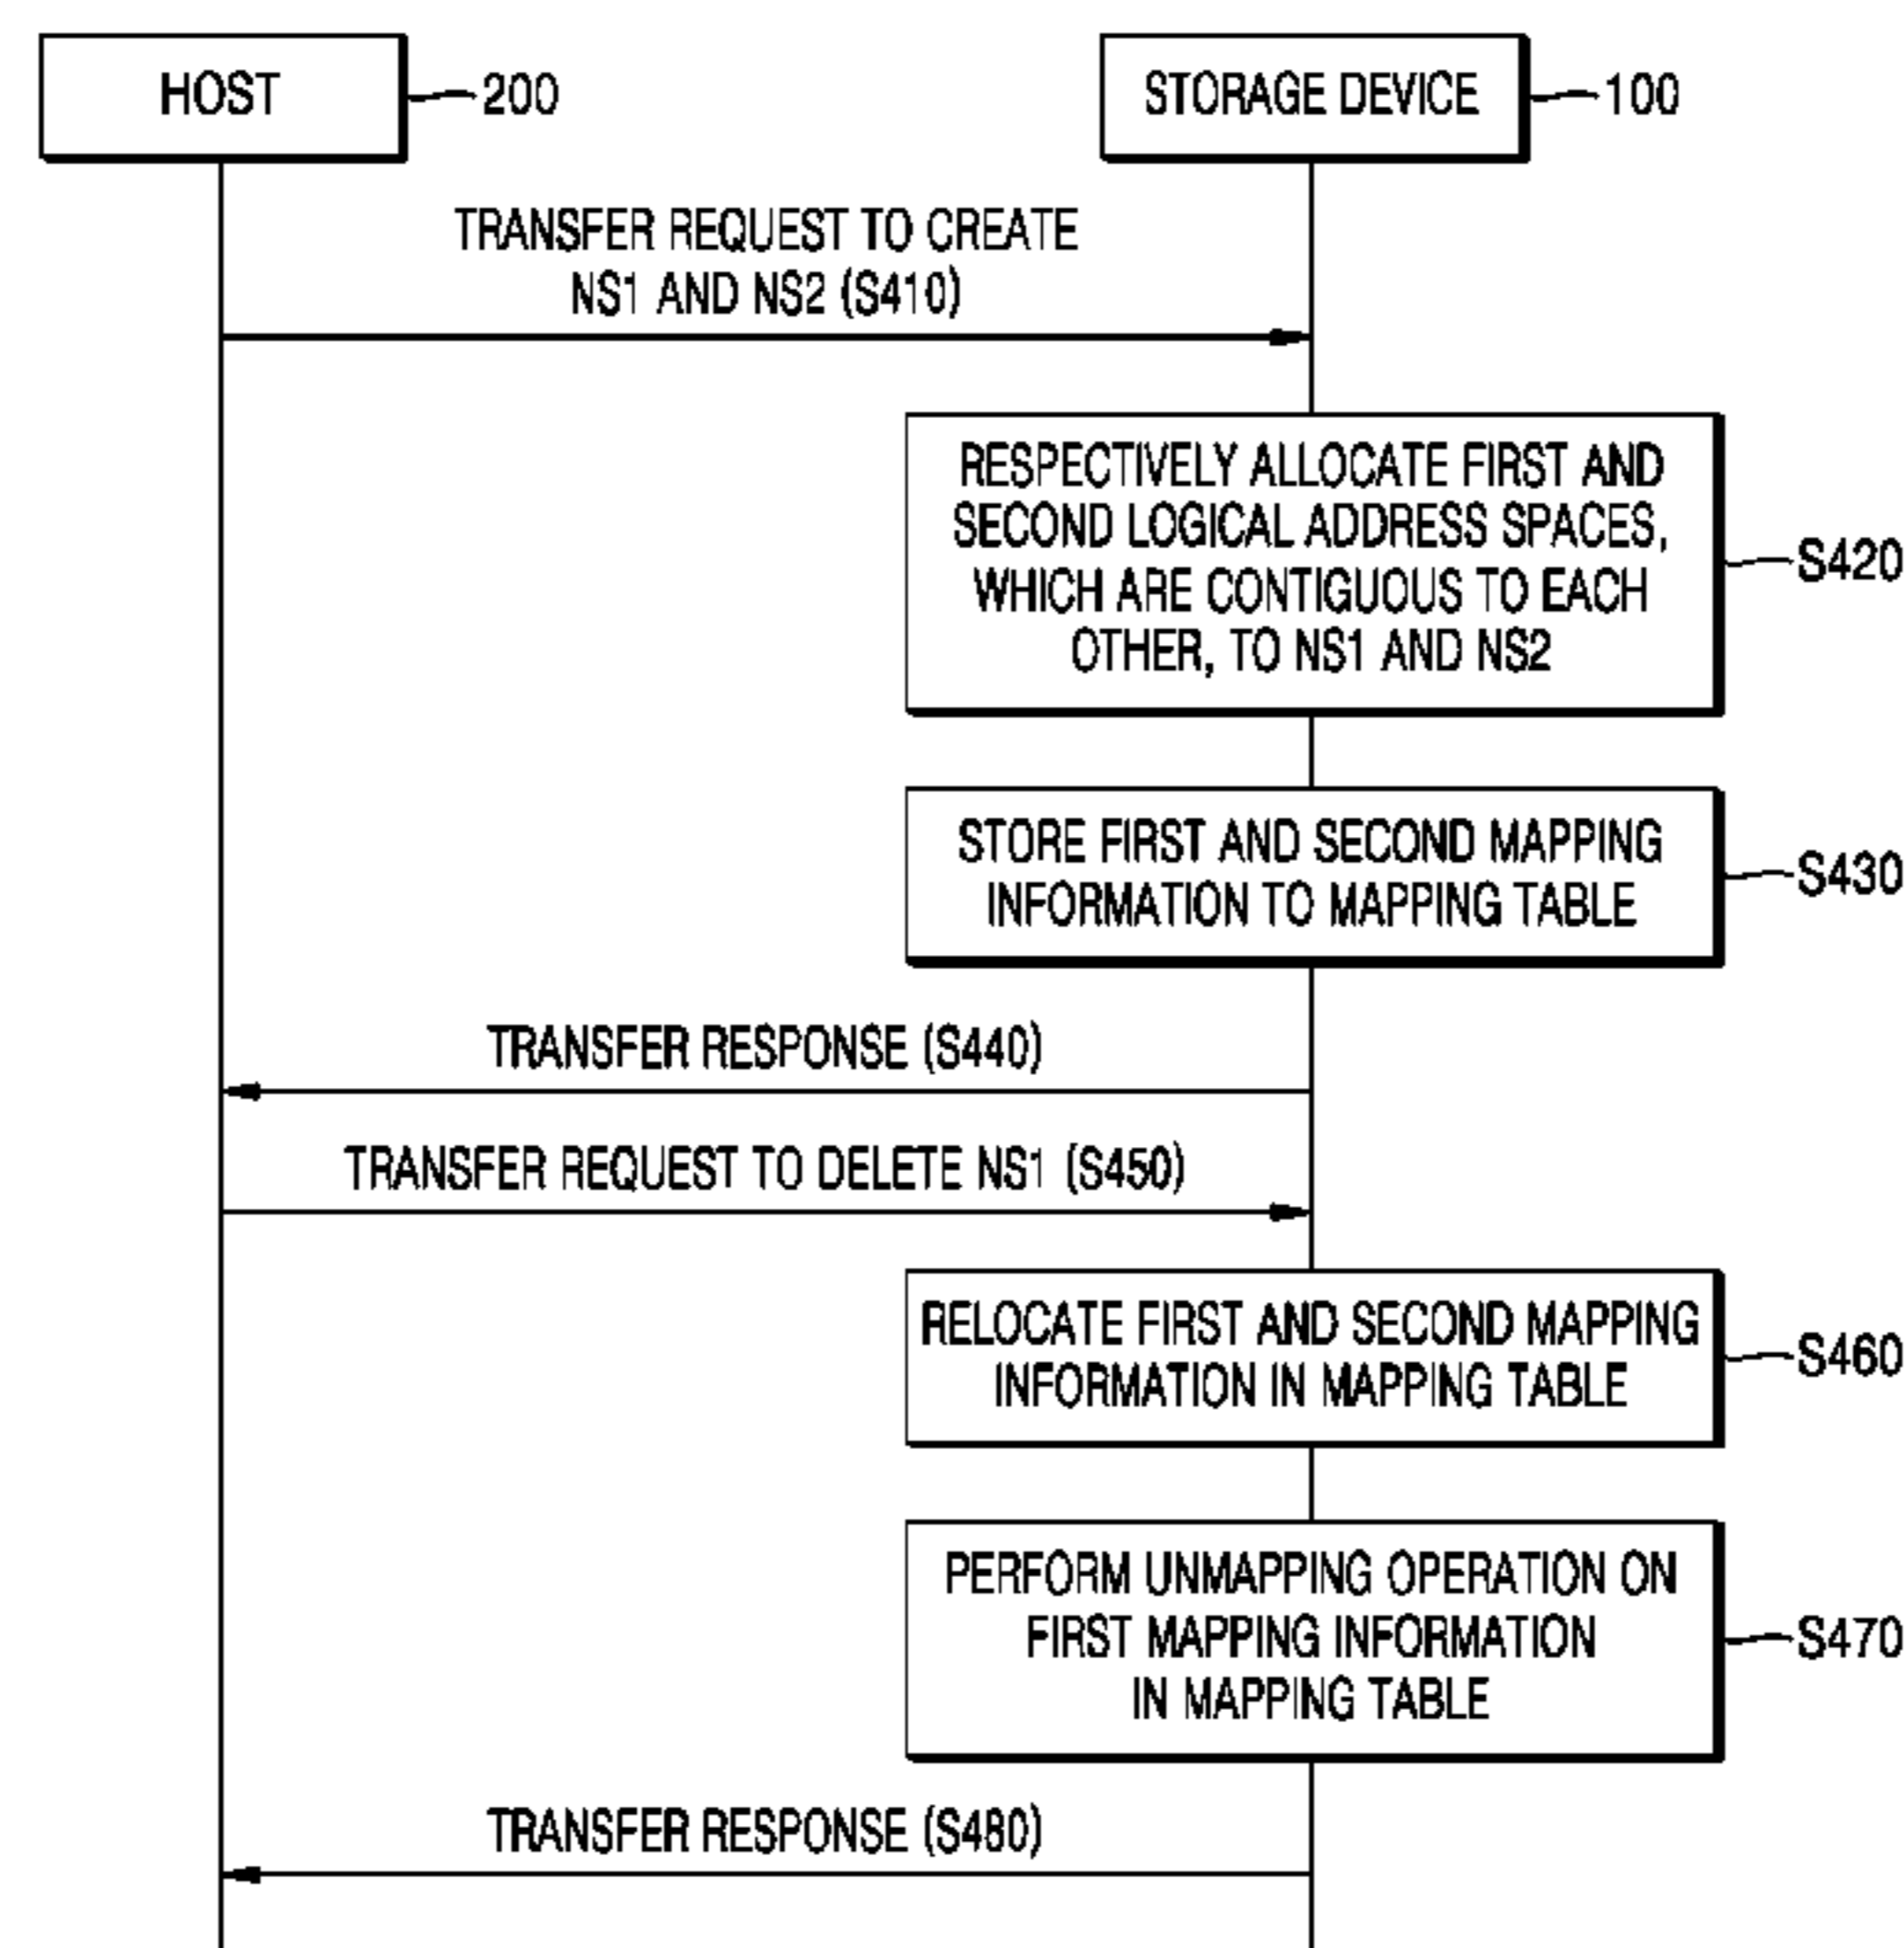 HOST
200
STORAGE DEVICE
100
TRANSFER REQUEST TO CREATE
NS1 AND NS2 (S410)
RESPECTIVELY ALLOCATE FIRST AND
SECOND LOGICAL ADDRESS SPACES,
WHICH ARE CONTIGUOUS TO EACH
OTHER, TO NS1 AND NS2
S420
STORE FIRST AND SECOND MAPPING
INFORMATION TO MAPPING TABLE
S430
TRANSFER RESPONSE (S440)
TRANSFER REQUEST TO DELETE NS1 (S450)
RELOCATE FIRST AND SECOND MAPPING
INFORMATION IN MAPPING TABLE
S460
PERFORM UNMAPPING OPERATION ON
FIRST MAPPING INFORMATION
IN MAPPING TABLE
S470
TRANSFER RESPONSE (S480)